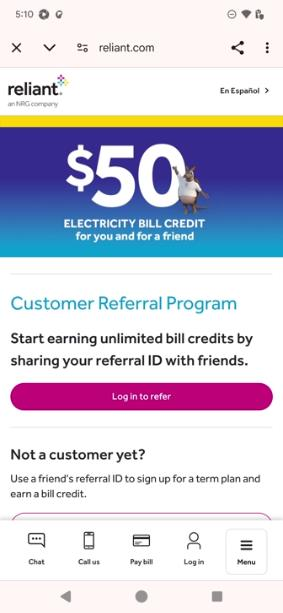 5:10
reliant.com
reliant
an NRG company
En Español
$50
ELECTRICITY BILL CREDIT
for you and for a friend
Customer Referral Program
Start earning unlimited bill credits by
sharing your referral ID with friends.
Log in to refer
Not a customer yet?
Use a friend's referral ID to sign up for a term plan and
earn a bill credit.
Chat
Call us
Pay bill
Log in
Menu